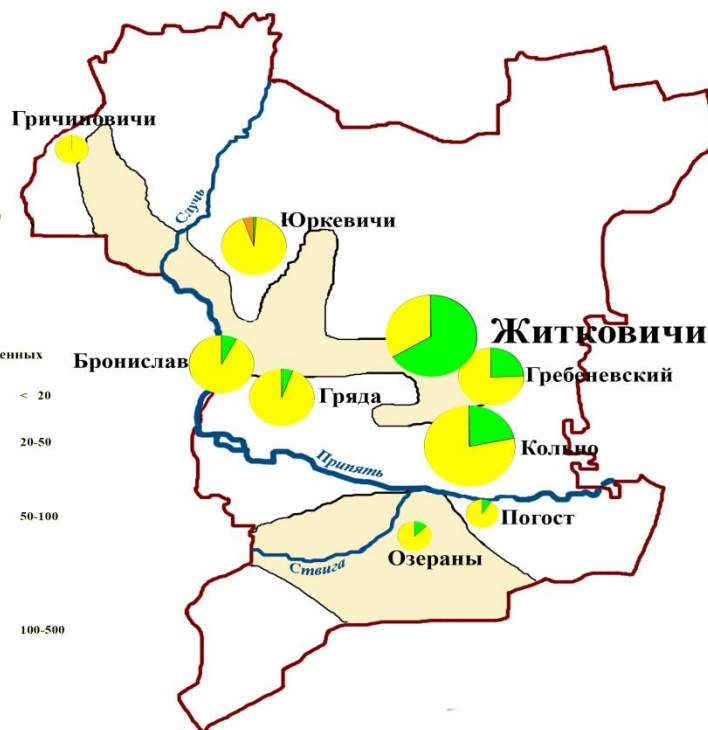 Гричиновичи
Случь
Юркевичи
Житковичи
енных
Бронислав
Гребеневский
< 20
Гряда
20-50
Кольно
Припять
50-100
Погост
Озераны
Ствига
100-500